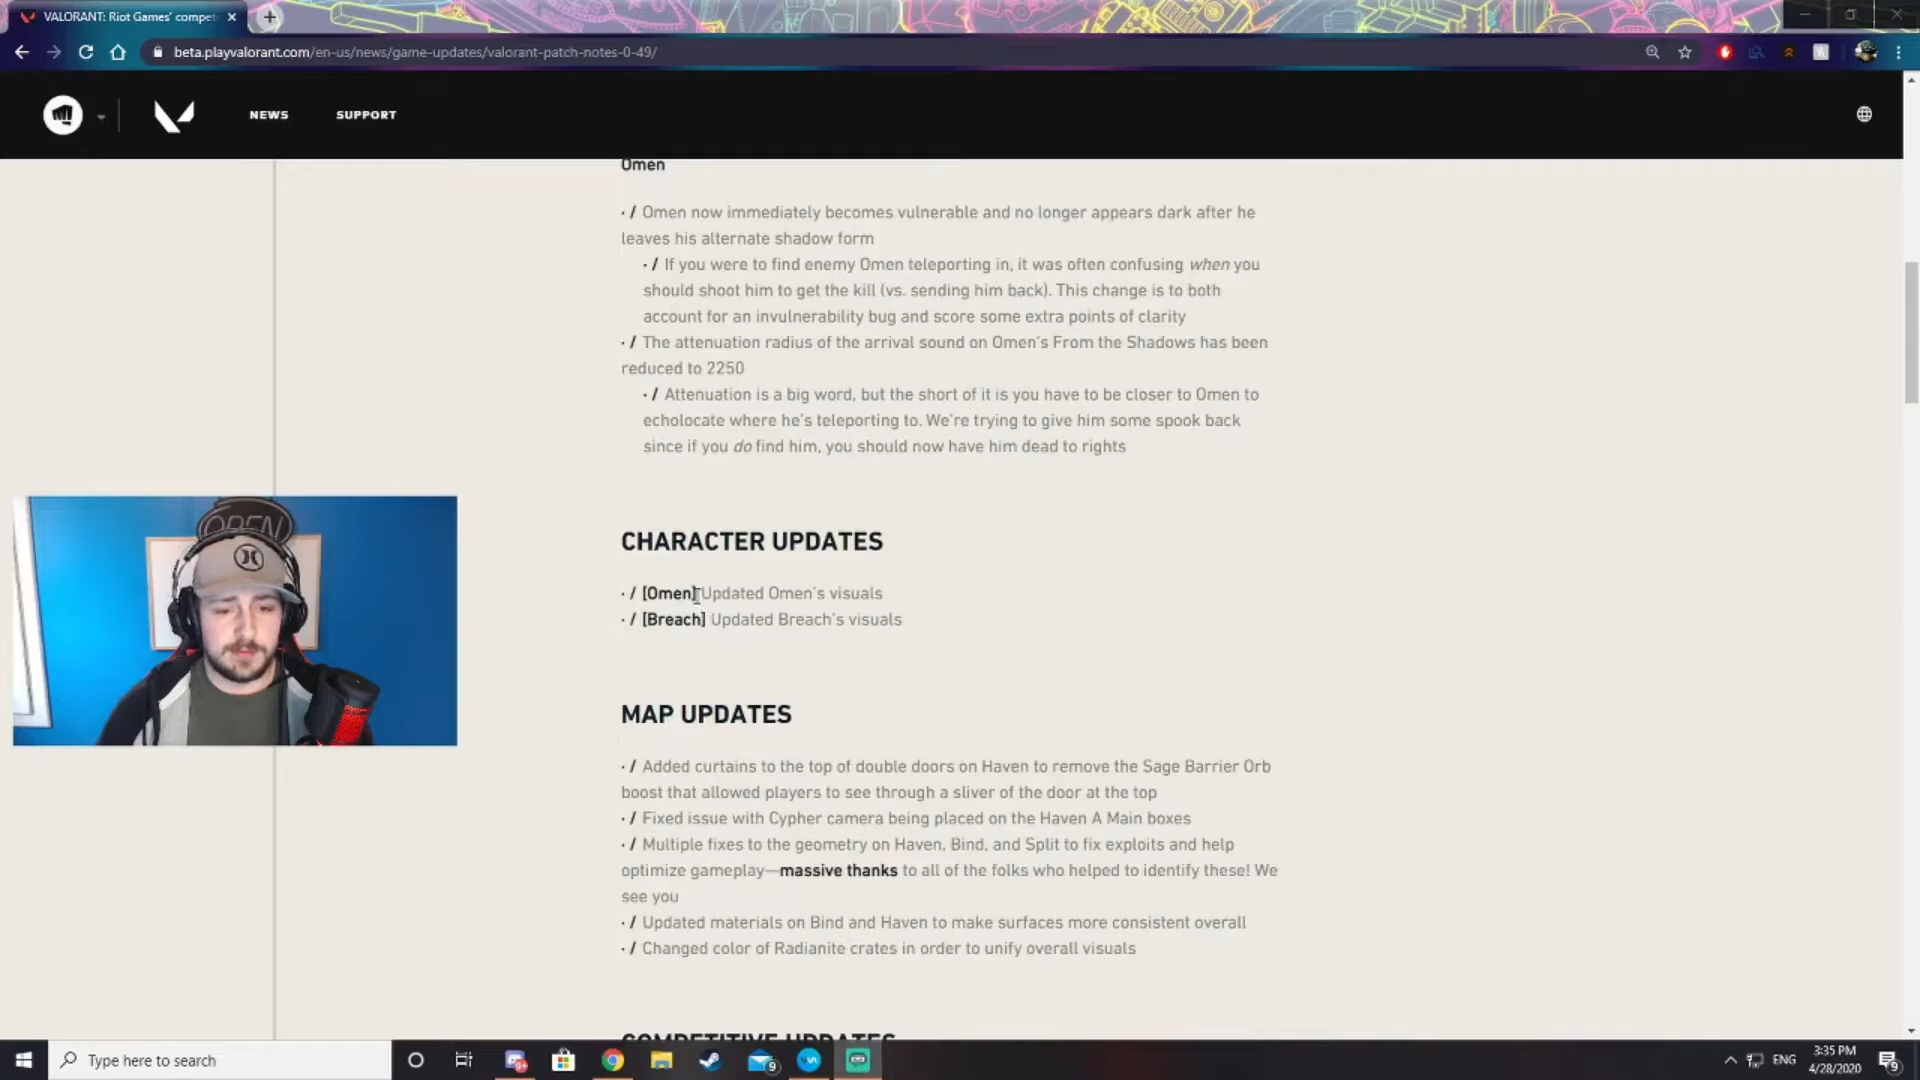 VALORANT: Riot Games' compet
beta.playvalorant.com/en-us/news/game-updates/valorant-patch-notes-0-49/
NEWS
SUPPORT
Omen
· / Omen now immediately becomes vulnerable and no longer appears dark after he
leaves his alternate shadow form
· / If you were to find enemy Omen teleporting in, it was often confusing when you
should shoot him to get the kill (vs. sending him back). This change is to both
account for an invulnerability bug and score some extra points of clarity
· / The attenuation radius of the arrival sound on Omen's From the Shadows has been
reduced to 2250
· / Attenuation is a big word, but the short of it is you have to be closer to Omen to
echolocate where he's teleporting to. We're trying to give him some spook back
since if you do find him, you should now have him dead to rights
OPEN
CHARACTER UPDATES
· / [Omen] Updated Omen's visuals
· / [Breach] Updated Breach's visuals
MAP UPDATES
· / Added curtains to the top of double doors on Haven to remove the Sage Barrier Orb
boost that allowed players to see through a sliver of the door at the top
· / Fixed issue with Cypher camera being placed on the Haven A Main boxes
· / Multiple fixes to the geometry on Haven, Bind, and Split to fix exploits and help
optimize gameplay—massive thanks to all of the folks who helped to identify these! We
see you
· / Updated materials on Bind and Haven to make surfaces more consistent overall
· / Changed color of Radianite crates in order to unify overall visuals
COMPETITIVE UPDATES
Type here to search
9+
9
ENG
3:35 PM
4/28/2020
9